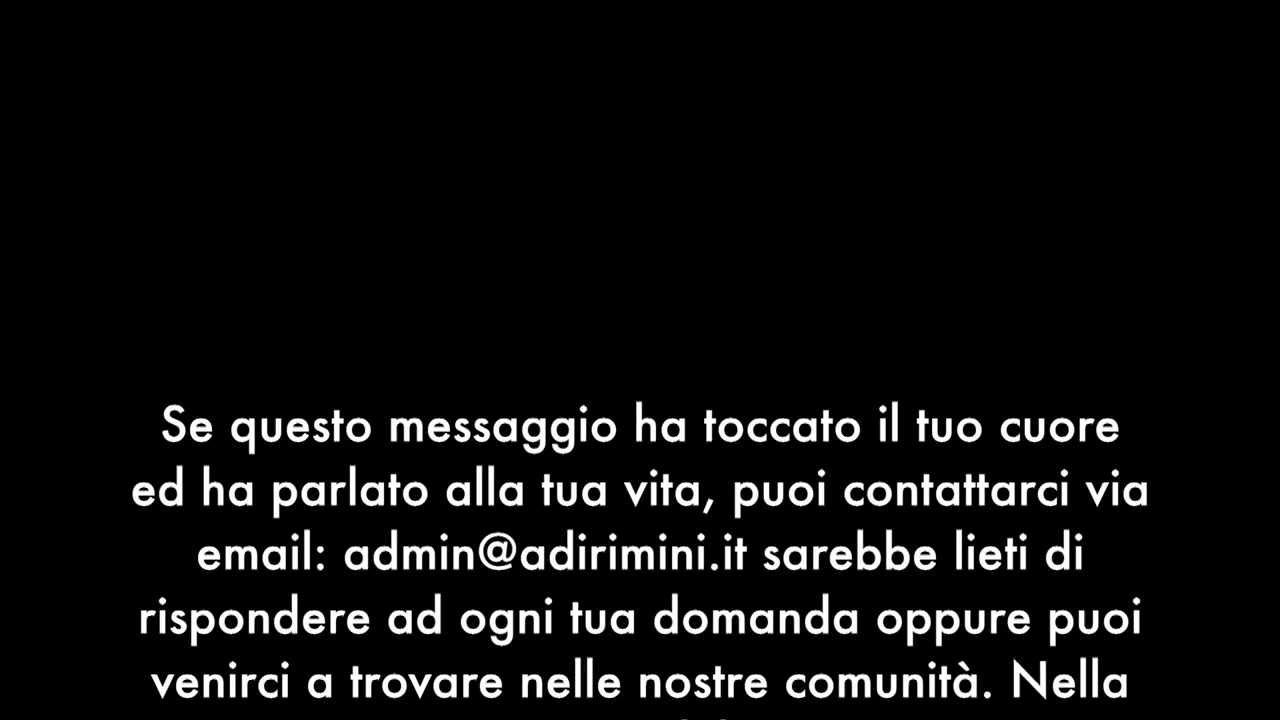 Se questo messaggio ha toccato il tuo cuore
ed ha parlato alla tua vita, puoi contattarci via
email: admin@adirimini.it sarebbe lieti di
rispondere ad ogni tua domanda oppure puoi
venirci a trovare nelle nostre comunità. Nella